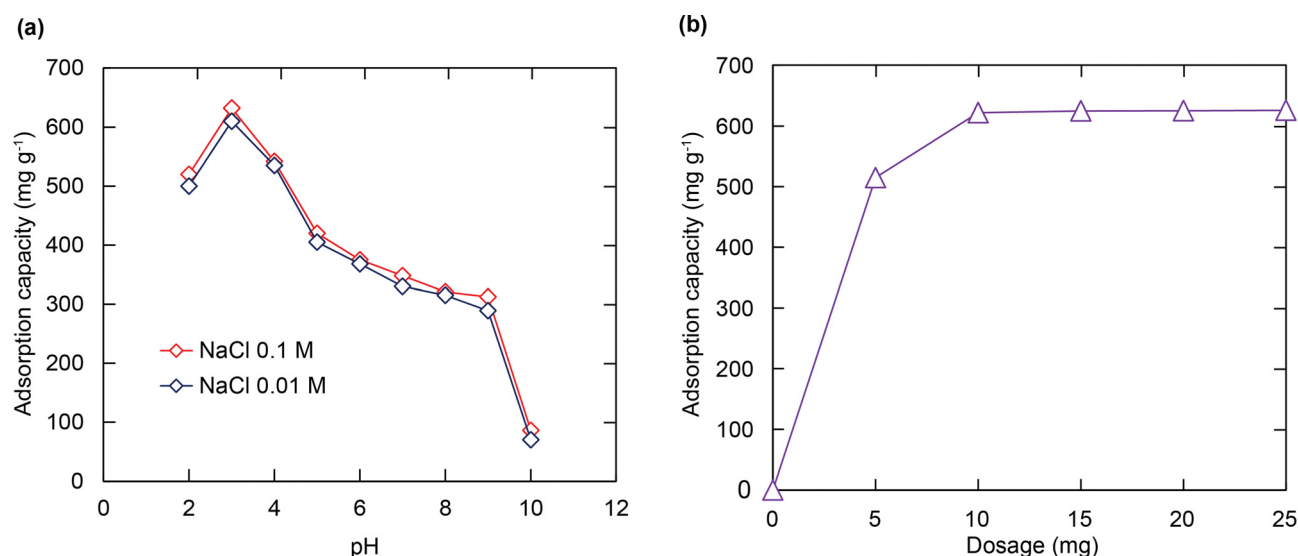 (a)
700
600
500
400
300
200
100
0
Adsorption capacity (mg g⁻¹)
NaCl 0.1 M
NaCl 0.01 M
0 2 4 6 8 10 12
pH
(b)
700
600
500
400
300
200
100
0
Adsorption capacity (mg g⁻¹)
0 5 10 15 20 25
Dosage (mg)